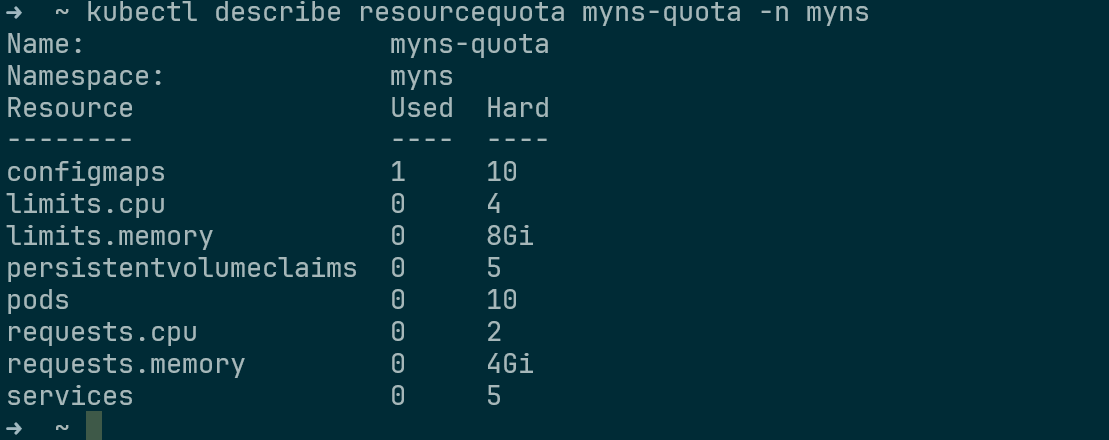 ➜  ~ kubectl describe resourcequota myns-quota -n myns
Name:                   myns-quota
Namespace:              myns
Resource                Used  Hard
--------                ----  ----
configmaps              1     10
limits.cpu              0     4
limits.memory           0     8Gi
persistentvolumeclaims  0     5
pods                    0     10
requests.cpu            0     2
requests.memory         0     4Gi
services                0     5
➜  ~